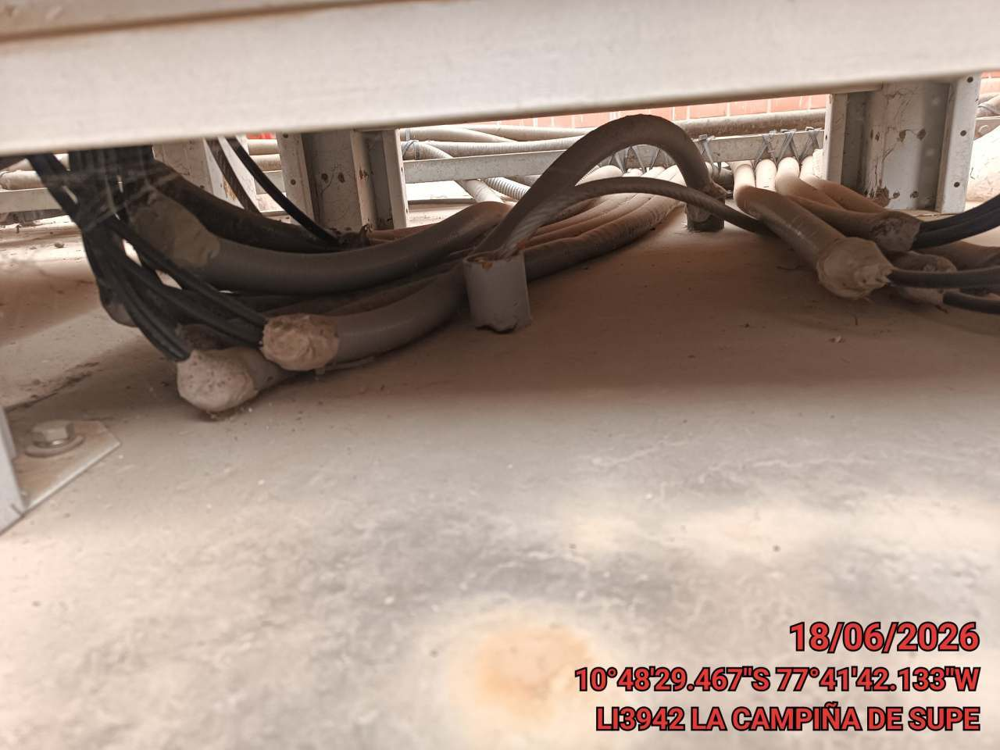 18/06/2026
10°48'29.467"S 77°41'42.133"W
LI3942 LA CAMPIÑA DE SUPE